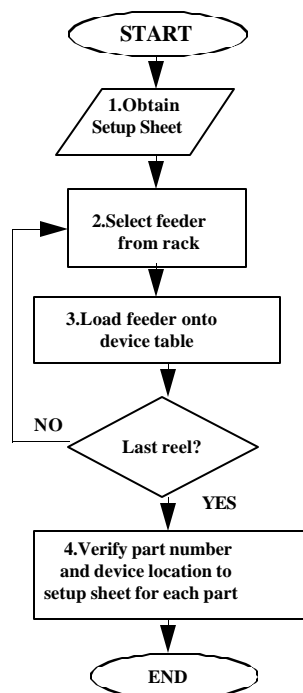 START
1.Obtain
Setup Sheet
2.Select feeder
from rack
3.Load feeder onto
device table
NO
Last reel?
YES
4.Verify part number
and device location to
setup sheet for each part
END